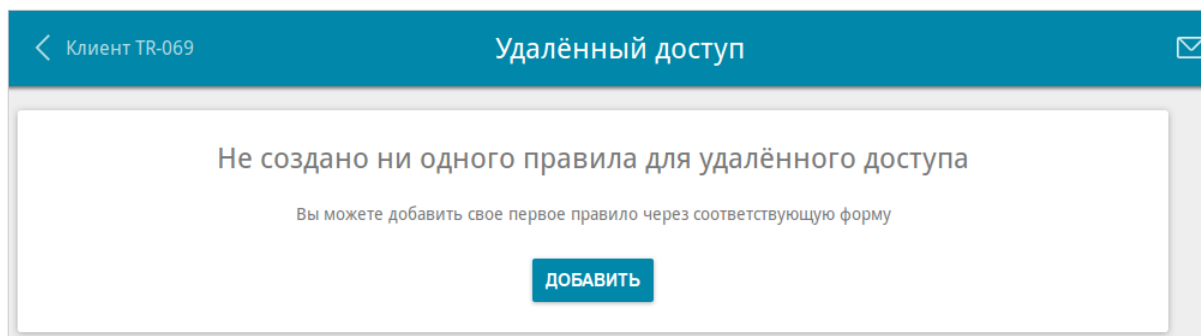 Клиент TR-069
Удалённый доступ
Не создано ни одного правила для удалённого доступа
Вы можете добавить свое первое правило через соответствующую форму
ДОБАВИТЬ